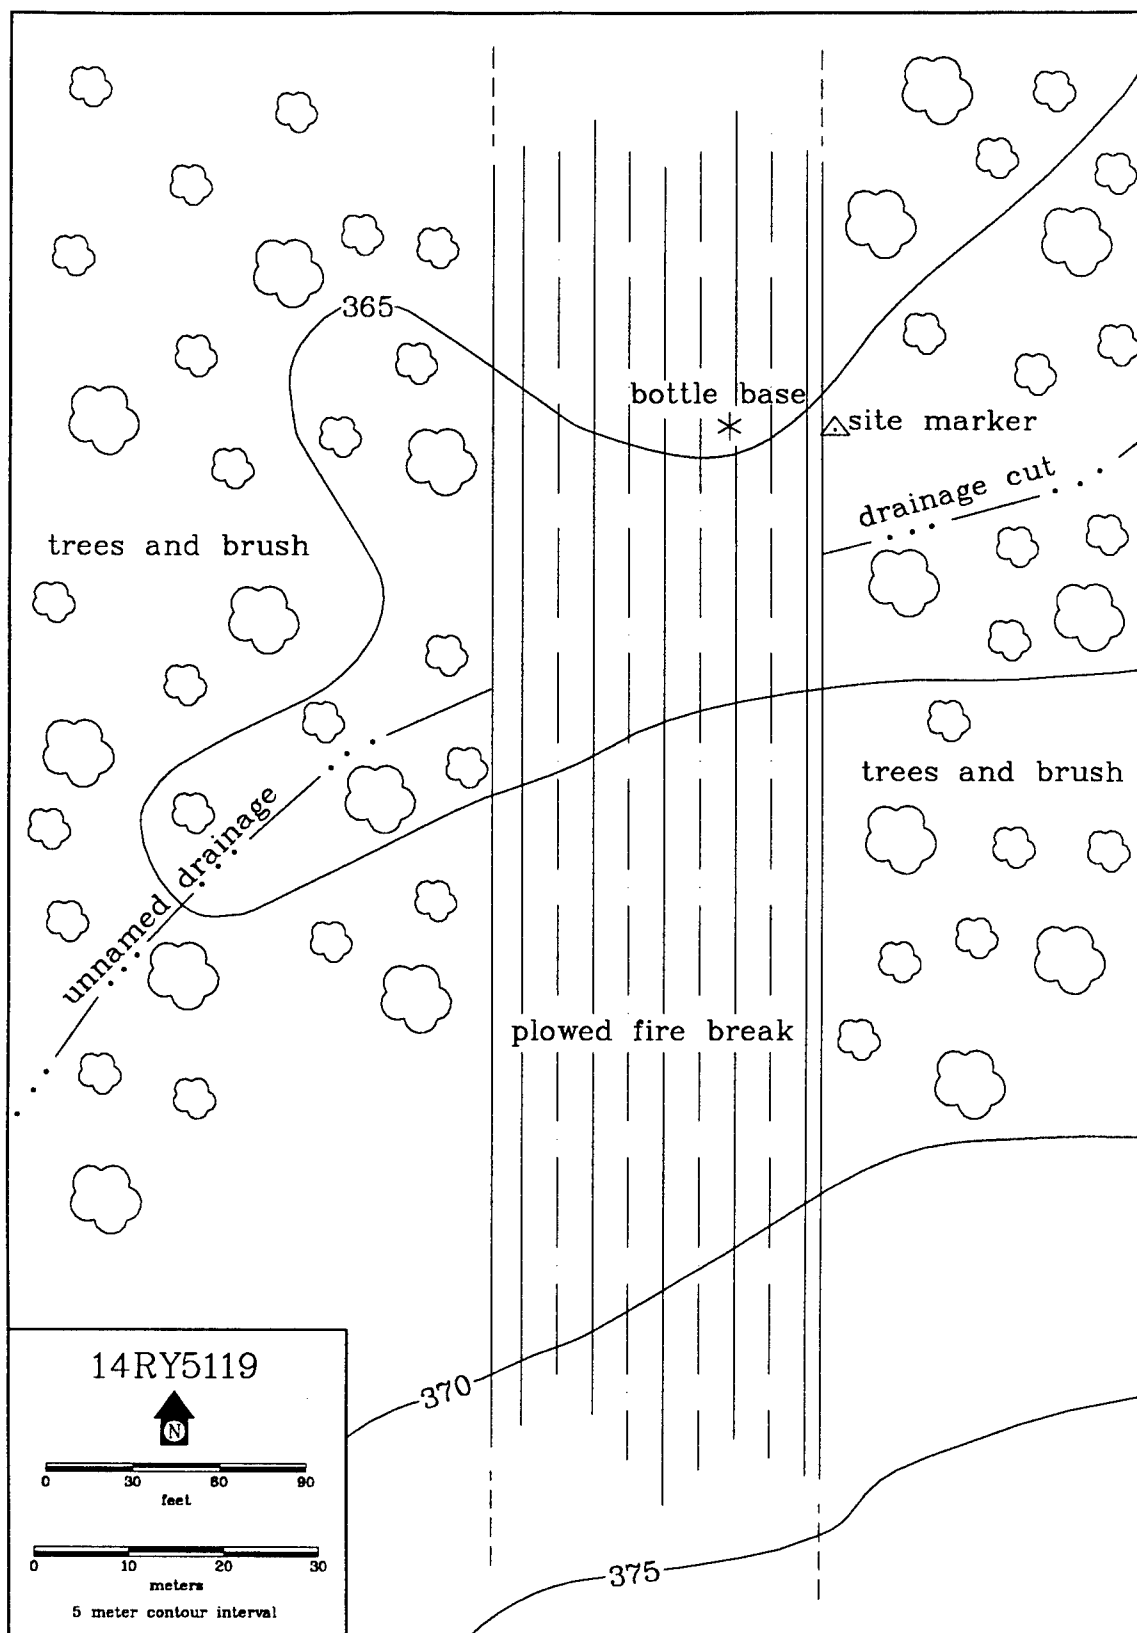 365
bottle base
site marker
drainage cut
trees and brush
trees and brush
unnamed drainage
plowed fire break
370
375
14RY5119
N
0 30 60 90
feet
0 10 20 30
meters
5 meter contour interval